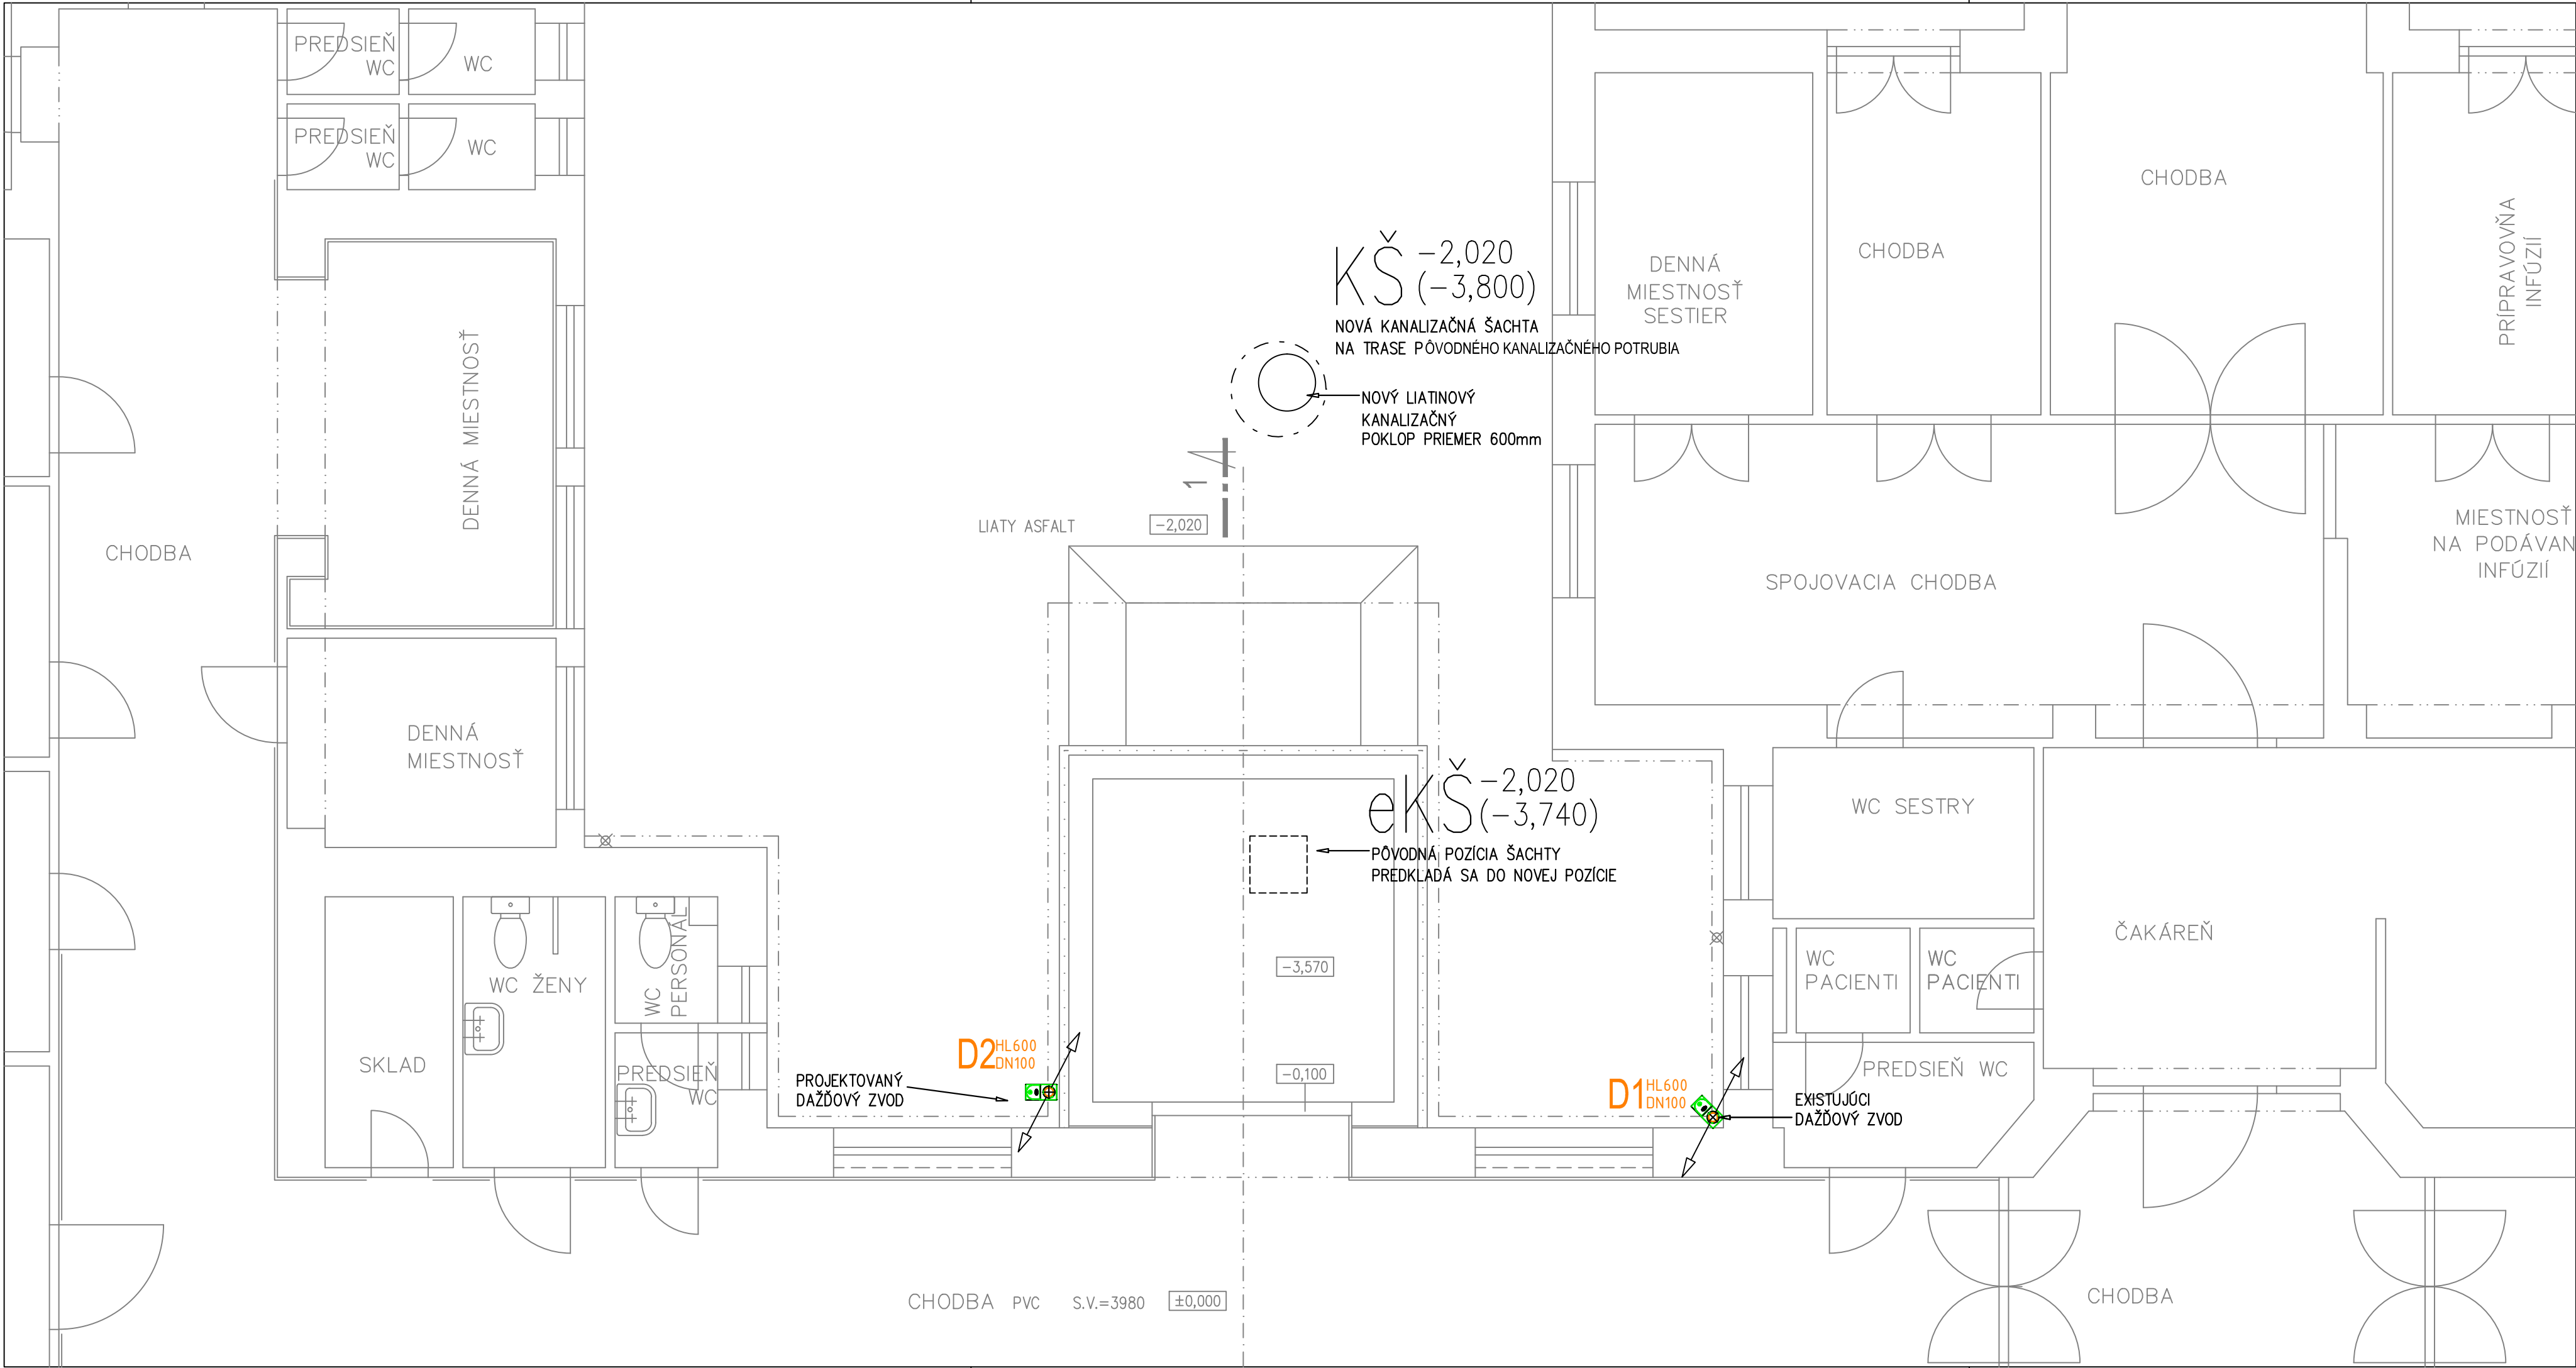 PREDSIEŇ
WC
WC
PREDSIEŇ
WC
WC
DENNÁ MIESTNOSŤ
CHODBA
DENNÁ
MIESTNOSŤ
SKLAD
WC ŽENY
WC
PERSONÁL
PREDSIEŇ
WC
KŠ -2,020
(-3,800)
NOVÁ KANALIZAČNÁ ŠACHTA
NA TRASE PÔVODNÉHO KANALIZAČNÉHO POTRUBIA
NOVÝ LIATINOVÝ
KANALIZAČNÝ
POKLOP PRIEMER 600mm
1
LIATY ASFALT
-2,020
eKŠ -2,020
(-3,740)
PÔVODNÁ POZÍCIA ŠACHTY
PREDKLADÁ SA DO NOVEJ POZÍCIE
-3,570
-0,100
D2 HL600
DN100
PROJEKTOVANÝ
DAŽĎOVÝ ZVOD
D1 HL600
DN100
EXISTUJÚCI
DAŽĎOVÝ ZVOD
DENNÁ
MIESTNOSŤ
SESTIER
CHODBA
CHODBA
PRÍPRAVOVŇA
INFÚZIÍ
SPOJOVACIA CHODBA
MIESTNOSŤ
NA PODÁVAN
INFÚZIÍ
WC SESTRY
WC
PACIENTI
WC
PACIENTI
ČAKÁREŇ
PREDSIEŇ WC
CHODBA PVC S.V.=3980 ±0,000
CHODBA